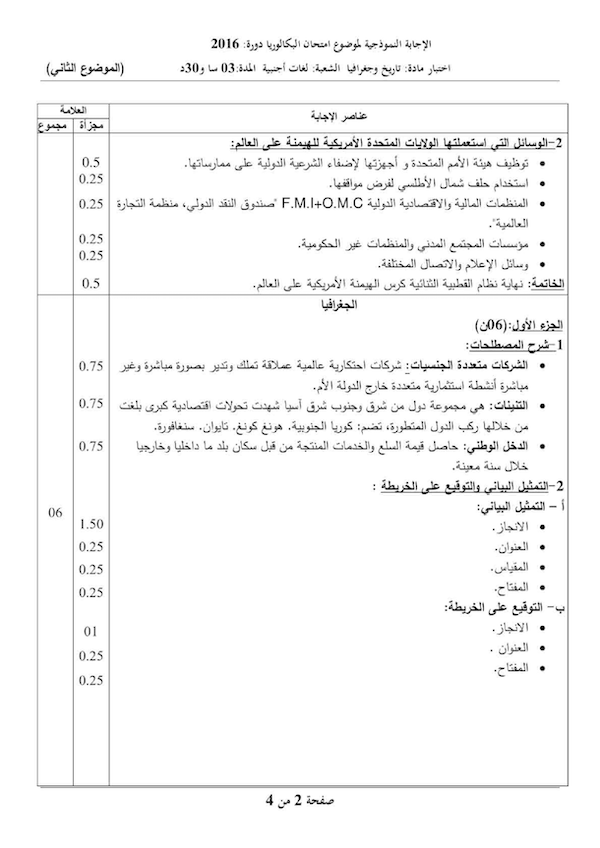 الإجابة النموذجية لموضوع امتحان البكالوريا دورة: 2016
اختبار مادة: تاريخ وجغرافيا الشعبة: لغات أجنبية المدة:03 سا و30د (الموضوع الثاني)
عناصر الإجابة
العلامة
مجزأة مجموع
2-الوسائل التي استعملتها الولايات المتحدة الأمريكية للهيمنة على العالم:
• توظيف هيئة الأمم المتحدة و أجهزتها لإضفاء الشرعية الدولية على ممارساتها. 0.5
• استخدام حلف شمال الأطلسي لفرض مواقفها. 0.25
• المنظمات المالية والاقتصادية الدولية F.M.I+O.M.C "صندوق النقد الدولي، منظمة التجارة 0.25
العالمية".
• مؤسسات المجتمع المدني والمنظمات غير الحكومية. 0.25
• وسائل الإعلام والاتصال المختلفة. 0.25
الخاتمة: نهاية نظام القطبية الثنائية كرس الهيمنة الأمريكية على العالم. 0.5
الجغرافيا
الجزء الأول:(06ن)
1-شرح المصطلحات:
• الشركات متعددة الجنسيات: شركات احتكارية عالمية عملاقة تملك وتدير بصورة مباشرة وغير 0.75
مباشرة أنشطة استثمارية متعددة خارج الدولة الأم.
• التنينات: هي مجموعة دول من شرق وجنوب شرق آسيا شهدت تحولات اقتصادية كبرى بلغت 0.75
من خلالها ركب الدول المتطورة، تضم: كوريا الجنوبية. هونغ كونغ. تايوان. سنغافورة.
• الدخل الوطني: حاصل قيمة السلع والخدمات المنتجة من قبل سكان بلد ما داخليا وخارجيا 0.75
خلال سنة معينة.
2-التمثيل البياني والتوقيع على الخريطة :
أ – التمثيل البياني: 06
• الانجاز. 1.50
• العنوان. 0.25
• المقياس. 0.25
• المفتاح. 0.25
ب- التوقيع على الخريطة:
• الانجاز. 01
• العنوان . 0.25
• المفتاح. 0.25
صفحة 2 من 4